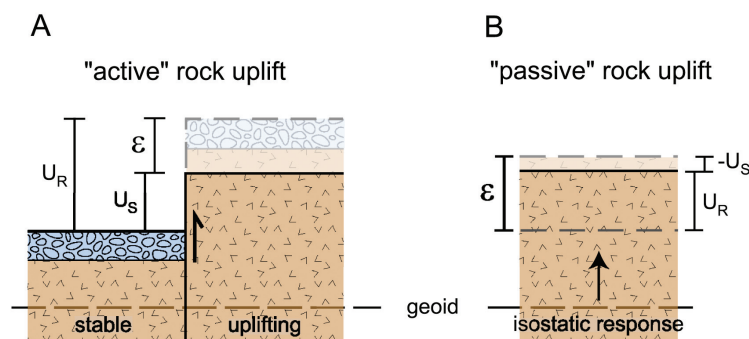 A
"active" rock uplift
ε
U_R
U_S
stable
uplifting
geoid
B
"passive" rock uplift
ε
-U_S
U_R
isostatic response